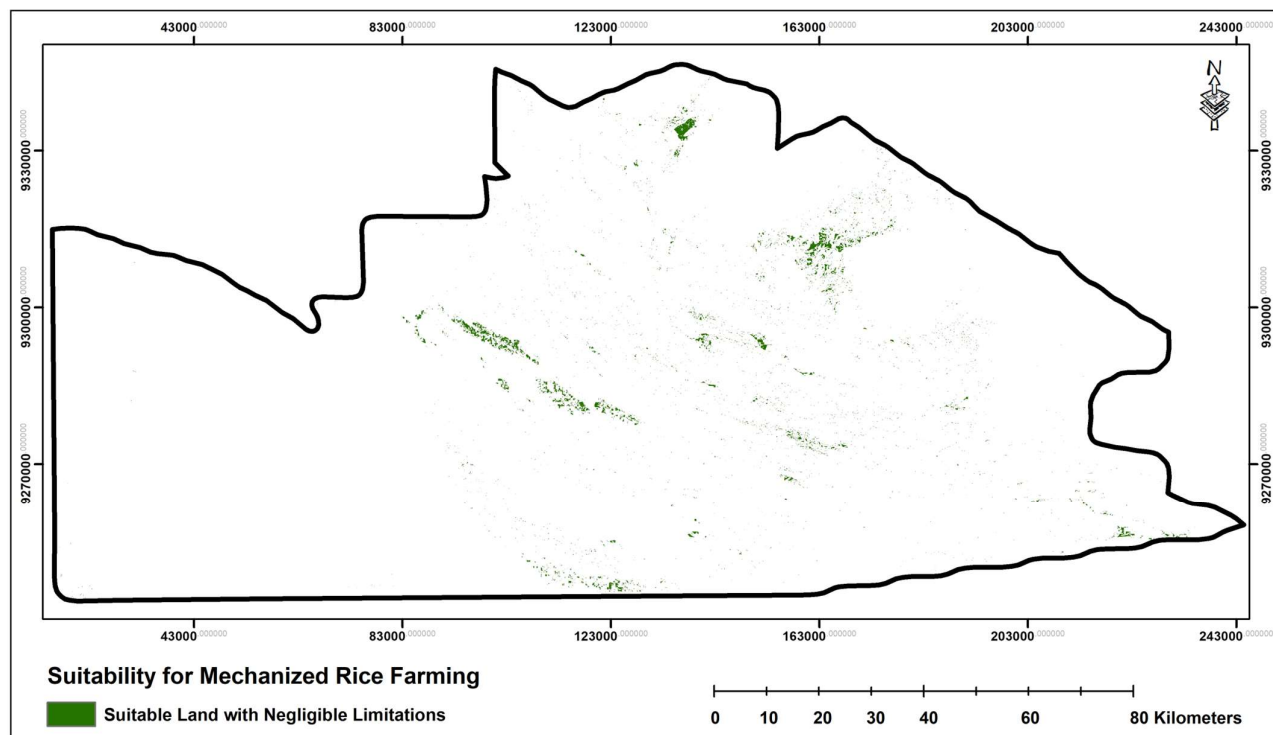 43000.000000 83000.000000 123000.000000 163000.000000 203000.000000 243000.000000
N
9330000.000000 9330000.000000
9300000.000000 9300000.000000
9270000.000000 9270000.000000
43000.000000 83000.000000 123000.000000 163000.000000 203000.000000 243000.000000
Suitability for Mechanized Rice Farming
Suitable Land with Negligible Limitations
0 10 20 30 40 60 80 Kilometers